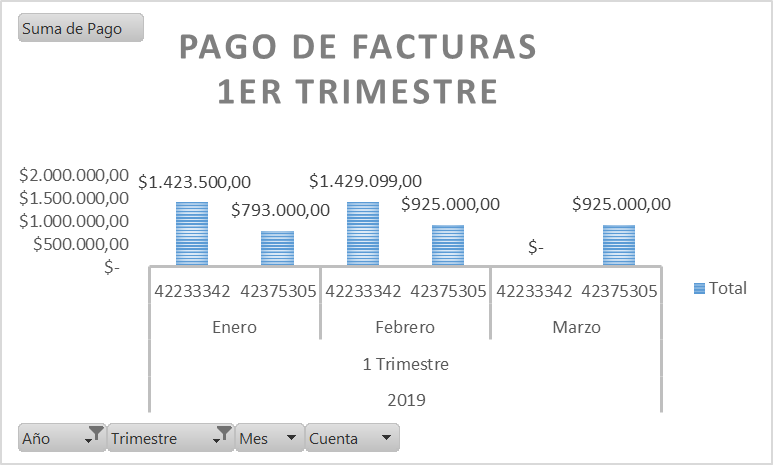 Suma de Pago
PAGO DE FACTURAS
1ER TRIMESTRE
$2.000.000,00
$1.500.000,00
$1.000.000,00
$500.000,00
$-
$1.423.500,00
$793.000,00
$1.429.099,00
$925.000,00
$-
$925.000,00
42233342 42375305 42233342 42375305 42233342 42375305
Enero Febrero Marzo
1 Trimestre
2019
Total
Año Trimestre Mes Cuenta